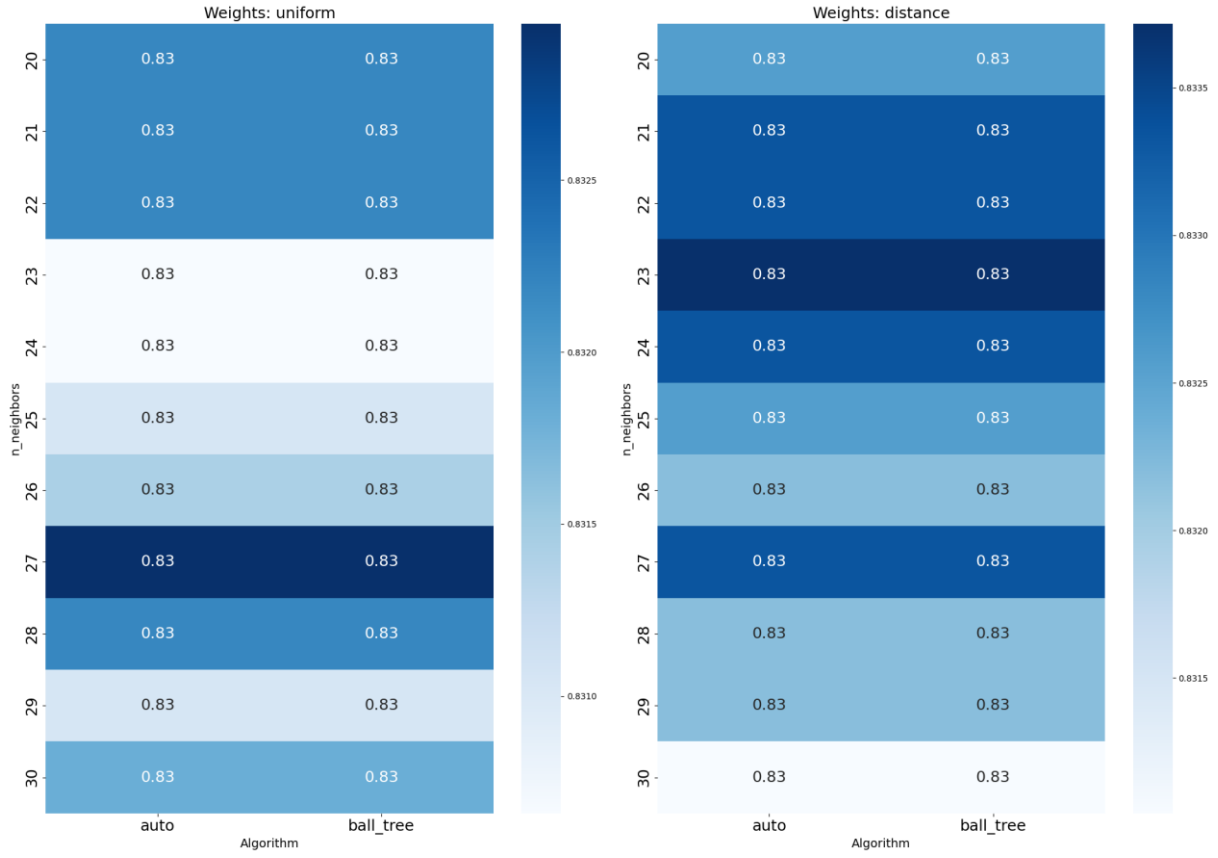 Weights: uniform
n_neighbors
20 0.83 0.83
21 0.83 0.83
22 0.83 0.83
23 0.83 0.83
24 0.83 0.83
25 0.83 0.83
26 0.83 0.83
27 0.83 0.83
28 0.83 0.83
29 0.83 0.83
30 0.83 0.83
auto ball_tree
Algorithm
0.8325
0.8320
0.8315
0.8310
Weights: distance
n_neighbors
20 0.83 0.83
21 0.83 0.83
22 0.83 0.83
23 0.83 0.83
24 0.83 0.83
25 0.83 0.83
26 0.83 0.83
27 0.83 0.83
28 0.83 0.83
29 0.83 0.83
30 0.83 0.83
auto ball_tree
Algorithm
0.8335
0.8330
0.8325
0.8320
0.8315